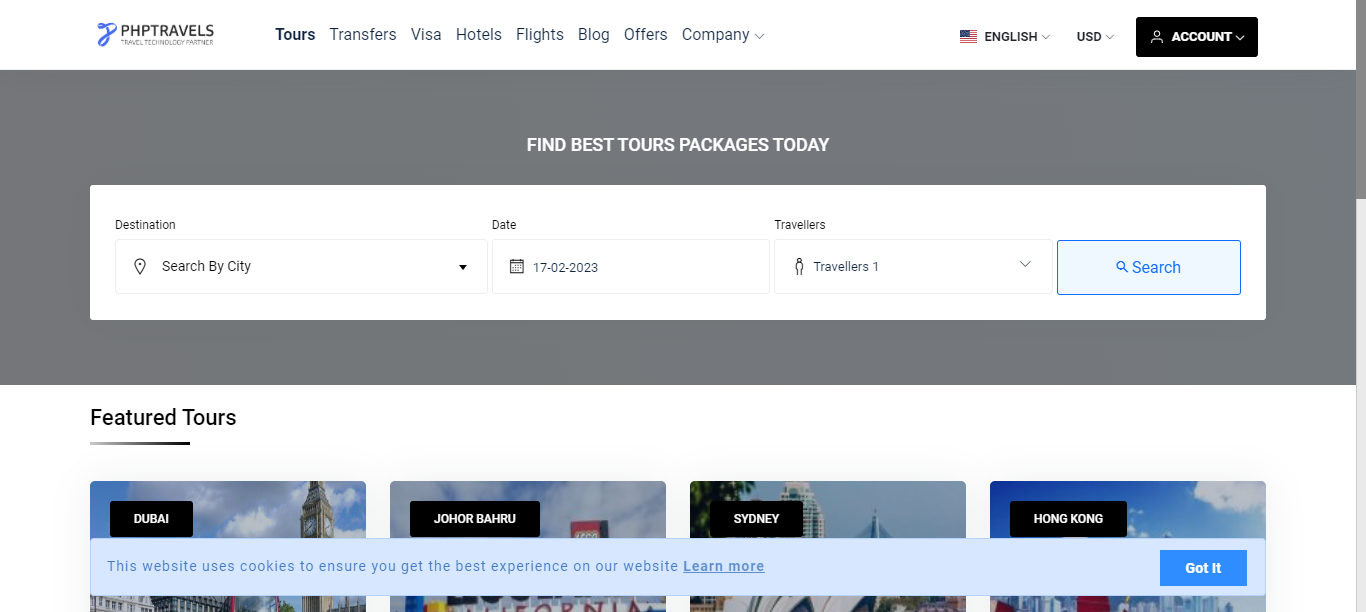 PHPTRAVELS
TRAVEL TECHNOLOGY PARTNER
Tours Transfers Visa Hotels Flights Blog Offers Company
ENGLISH USD ACCOUNT
FIND BEST TOURS PACKAGES TODAY
Destination Date Travellers
Search By City 17-02-2023 Travellers 1 Search
Featured Tours
DUBAI JOHOR BAHRU SYDNEY HONG KONG
This website uses cookies to ensure you get the best experience on our website Learn more Got It